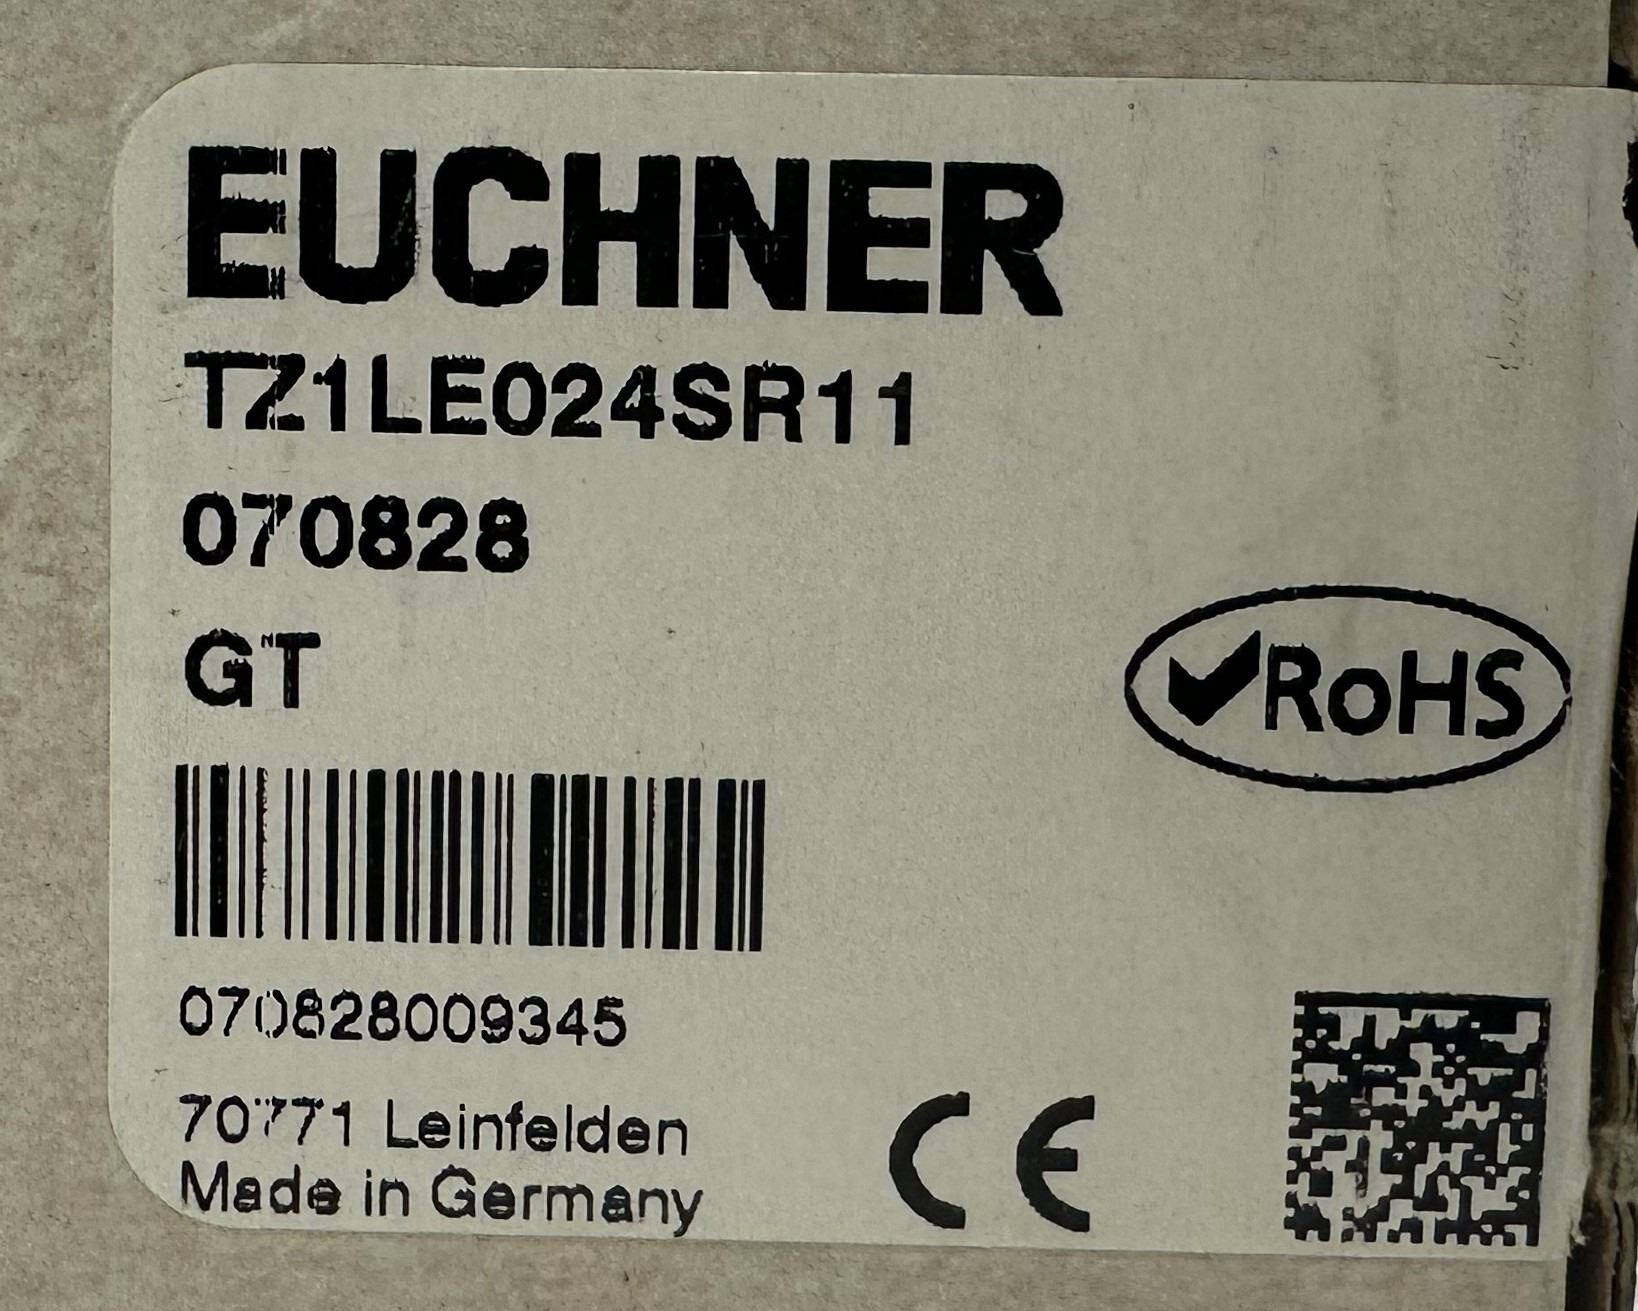 EUCHNER
TZ1LE024SR11
070828
GT
RoHS
070828009345
70771 Leinfelden
Made in Germany
CE